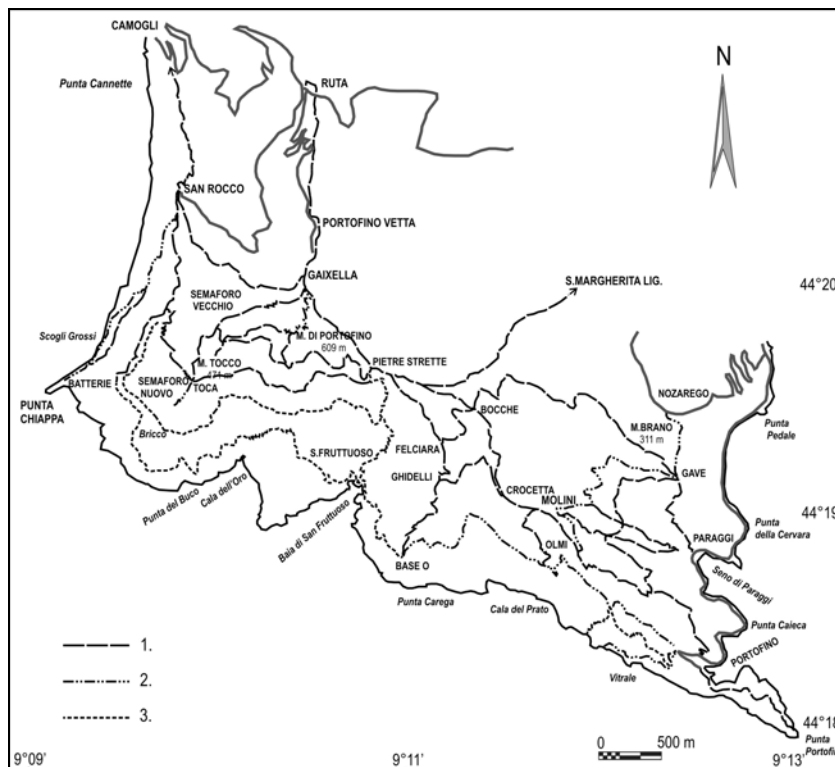 CAMOGLI
N
Punta Cannette
RUTA
SAN ROCCO
PORTOFINO VETTA
GAIXELLA
S.MARGHERITA LIG.
44°20
SEMAFORO
VECCHIO
Scogli Grossi
M. DI PORTOFINO
609 m
M. TOCCO
PIETRE STRETTE
BATTERIE
SEMAFORO
NUOVO
TOCA
NOZAREGO
PUNTA
CHIAPPA
BOCCHE
M.BRANO
311 m
Punta
Pedale
Bricco
FELCIARA
S.FRUTTUOSO
GHIDELLI
GAVE
Punta del Buco
Cala dell'Oro
CROCETTA
MOLINI
44°19
Punta
della Cervara
Baia di San Fruttuoso
OLMI
PARAGGI
BASE O
Seno di Paraggi
Punta Carega
Cala del Prato
Punta Caieca
1.
PORTOFINO
2.
Vitrale
3.
44°18
0 500 m
Punta
Portofin
9°09'
9°11'
9°13'